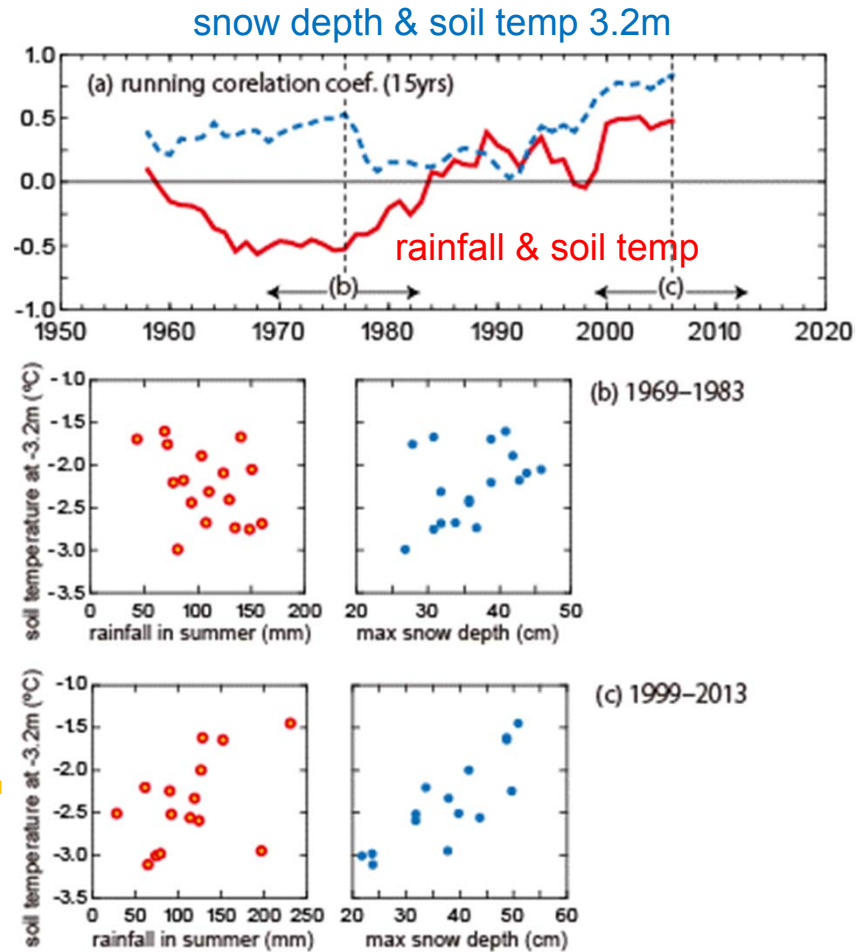 snow depth & soil temp 3.2m
(a) running corelation coef. (15yrs)
1.0
0.5
0.0
-0.5
-1.0
rainfall & soil temp
(b)
(c)
1950 1960 1970 1980 1990 2000 2010 2020
(b) 1969–1983
soil temperature at -3.2m (°C)
-1.0
-1.5
-2.0
-2.5
-3.0
-3.5
0 50 100 150 200
rainfall in summer (mm)
20 30 40 50
max snow depth (cm)
(c) 1999–2013
soil temperature at -3.2m (°C)
-1.0
-1.5
-2.0
-2.5
-3.0
-3.5
0 50 100 150 200 250
rainfall in summer (mm)
20 30 40 50 60
max snow depth (cm)